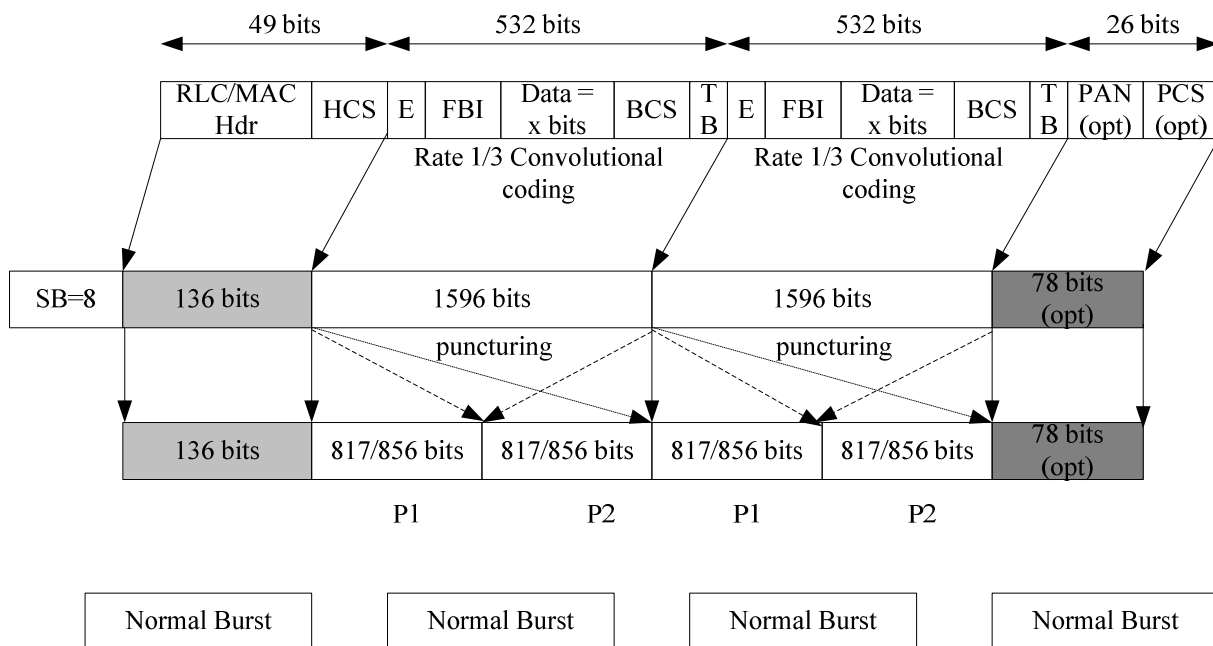 49 bits
532 bits
532 bits
26 bits
RLC/MAC
Hdr
HCS
E
FBI
Data =
x bits
BCS
T
B
E
FBI
Data =
x bits
BCS
T
B
PAN
(opt)
PCS
(opt)
Rate 1/3 Convolutional
coding
Rate 1/3 Convolutional
coding
SB=8
136 bits
1596 bits
1596 bits
78 bits
(opt)
puncturing
puncturing
136 bits
817/856 bits
817/856 bits
817/856 bits
817/856 bits
78 bits
(opt)
P1
P2
P1
P2
Normal Burst
Normal Burst
Normal Burst
Normal Burst